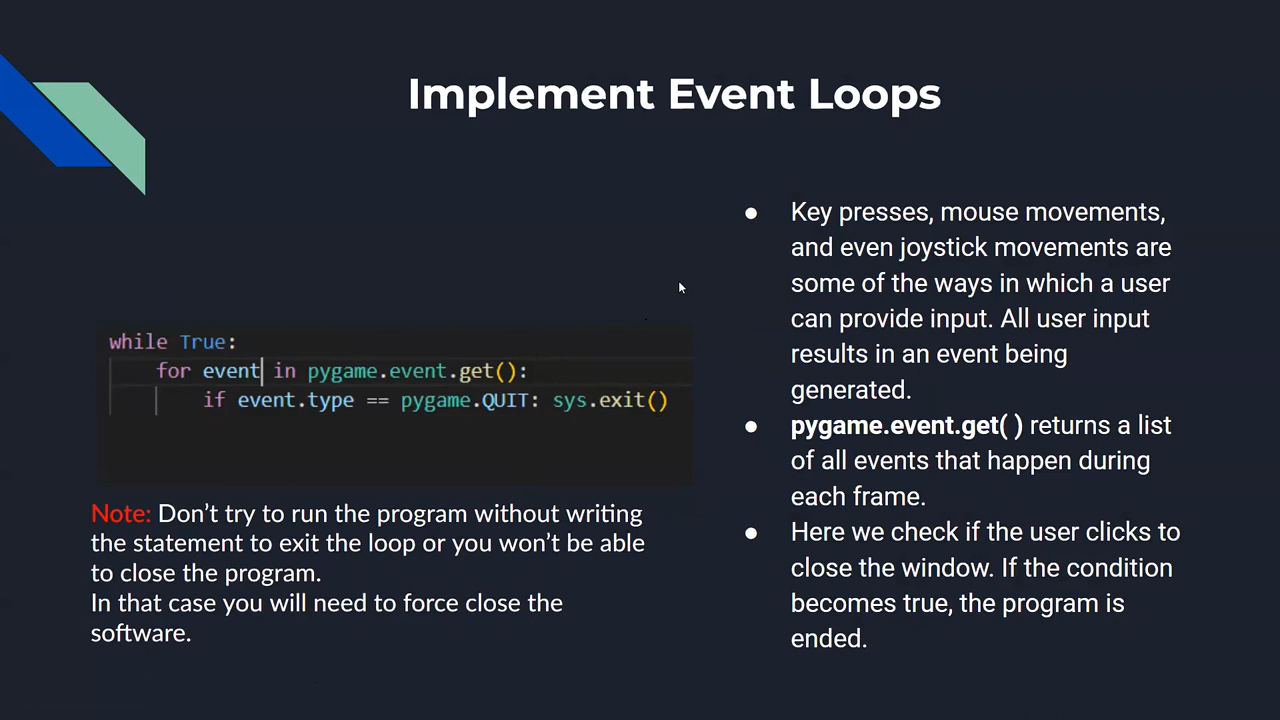 Implement Event Loops
while True:
for event in pygame.event.get():
if event.type == pygame.QUIT: sys.exit()
Note: Don’t try to run the program without writing
the statement to exit the loop or you won’t be able
to close the program.
In that case you will need to force close the
software.
● Key presses, mouse movements,
and even joystick movements are
some of the ways in which a user
can provide input. All user input
results in an event being
generated.
● pygame.event.get( ) returns a list
of all events that happen during
each frame.
● Here we check if the user clicks to
close the window. If the condition
becomes true, the program is
ended.